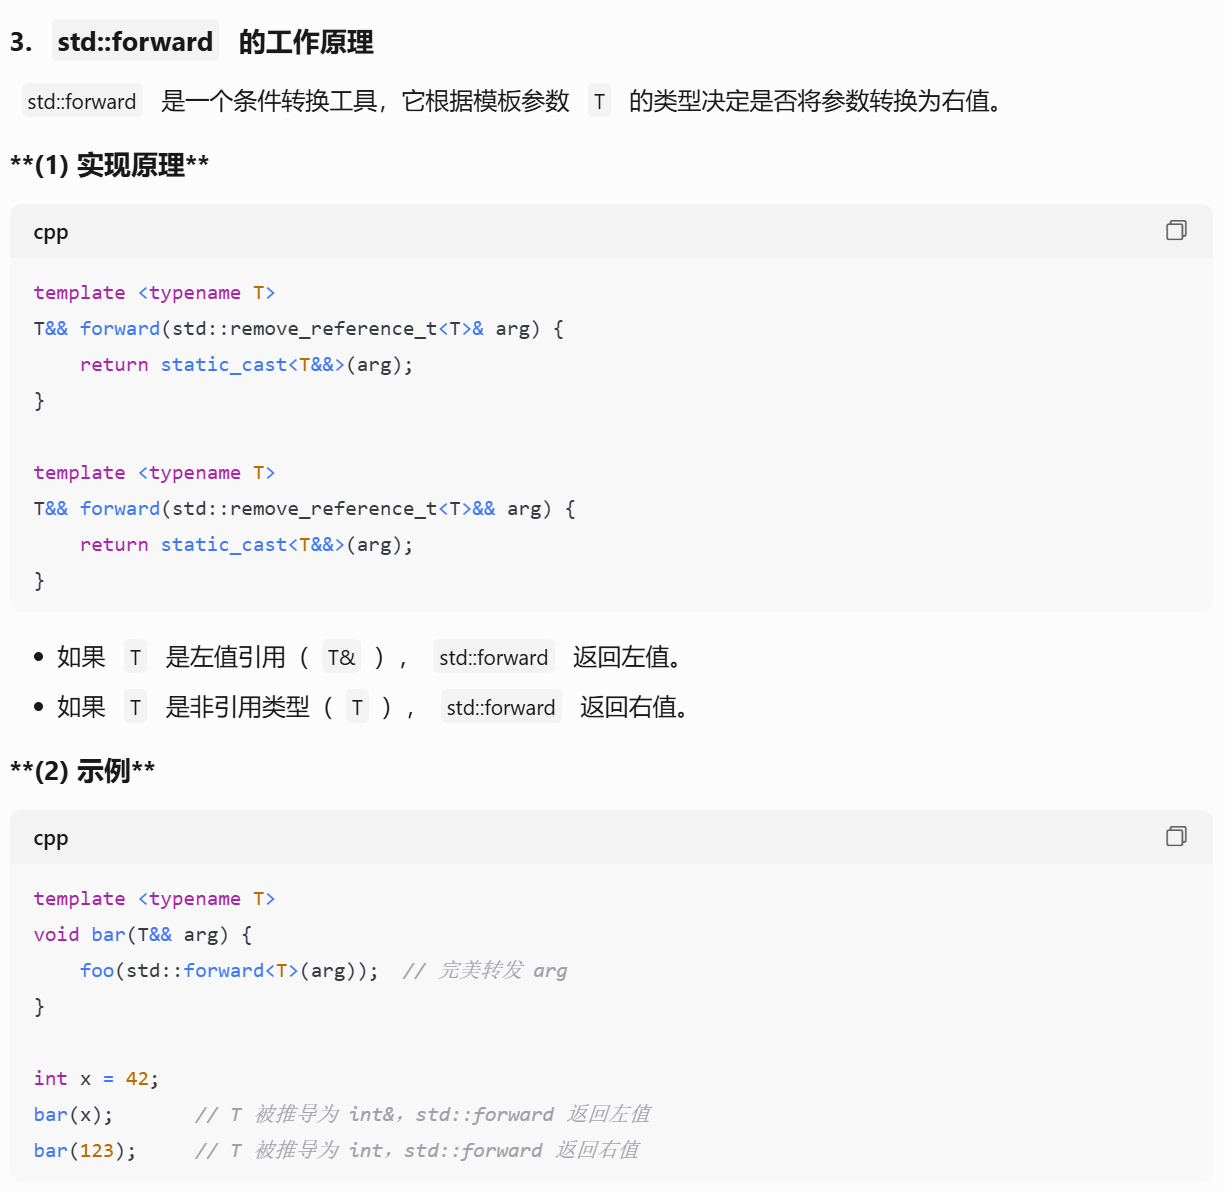 3. std::forward 的工作原理
std::forward 是一个条件转换工具，它根据模板参数 T 的类型决定是否将参数转换为右值。
**(1) 实现原理**
cpp
template <typename T>
T&& forward(std::remove_reference_t<T>& arg) {
    return static_cast<T&&>(arg);
}

template <typename T>
T&& forward(std::remove_reference_t<T>&& arg) {
    return static_cast<T&&>(arg);
}
• 如果 T 是左值引用（ T& ）， std::forward 返回左值。
• 如果 T 是非引用类型（ T ）， std::forward 返回右值。
**(2) 示例**
cpp
template <typename T>
void bar(T&& arg) {
    foo(std::forward<T>(arg));  // 完美转发 arg
}

int x = 42;
bar(x);       // T 被推导为 int&，std::forward 返回左值
bar(123);     // T 被推导为 int，std::forward 返回右值